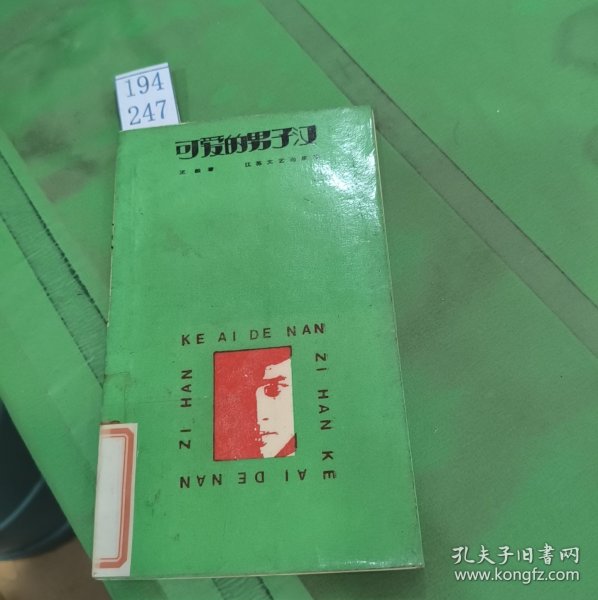 194
247
可爱的男子汉
江苏文艺出版社
KE AI DE NAN
ZI HAN KE
AI DE NAN
ZI HAN
孔夫子旧书网
www.kongfz.com